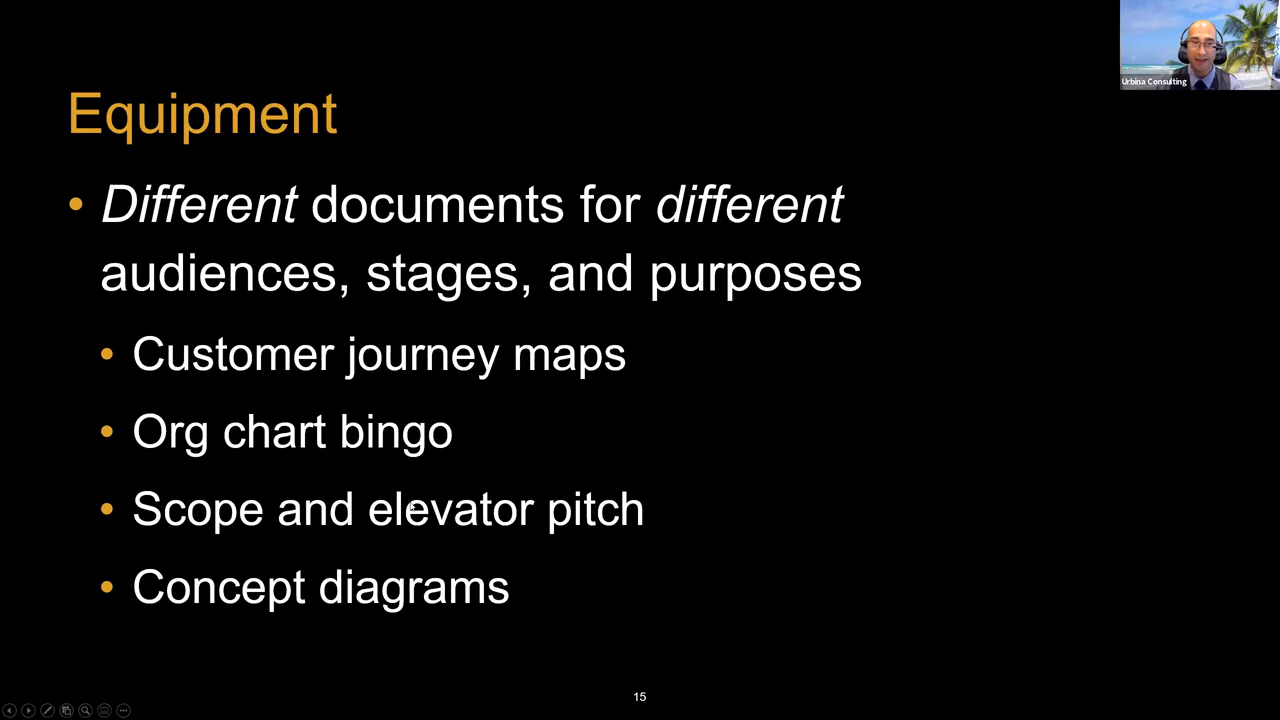 Urbina Consulting
Equipment
• Different documents for different
audiences, stages, and purposes
• Customer journey maps
• Org chart bingo
• Scope and elevator pitch
• Concept diagrams
15